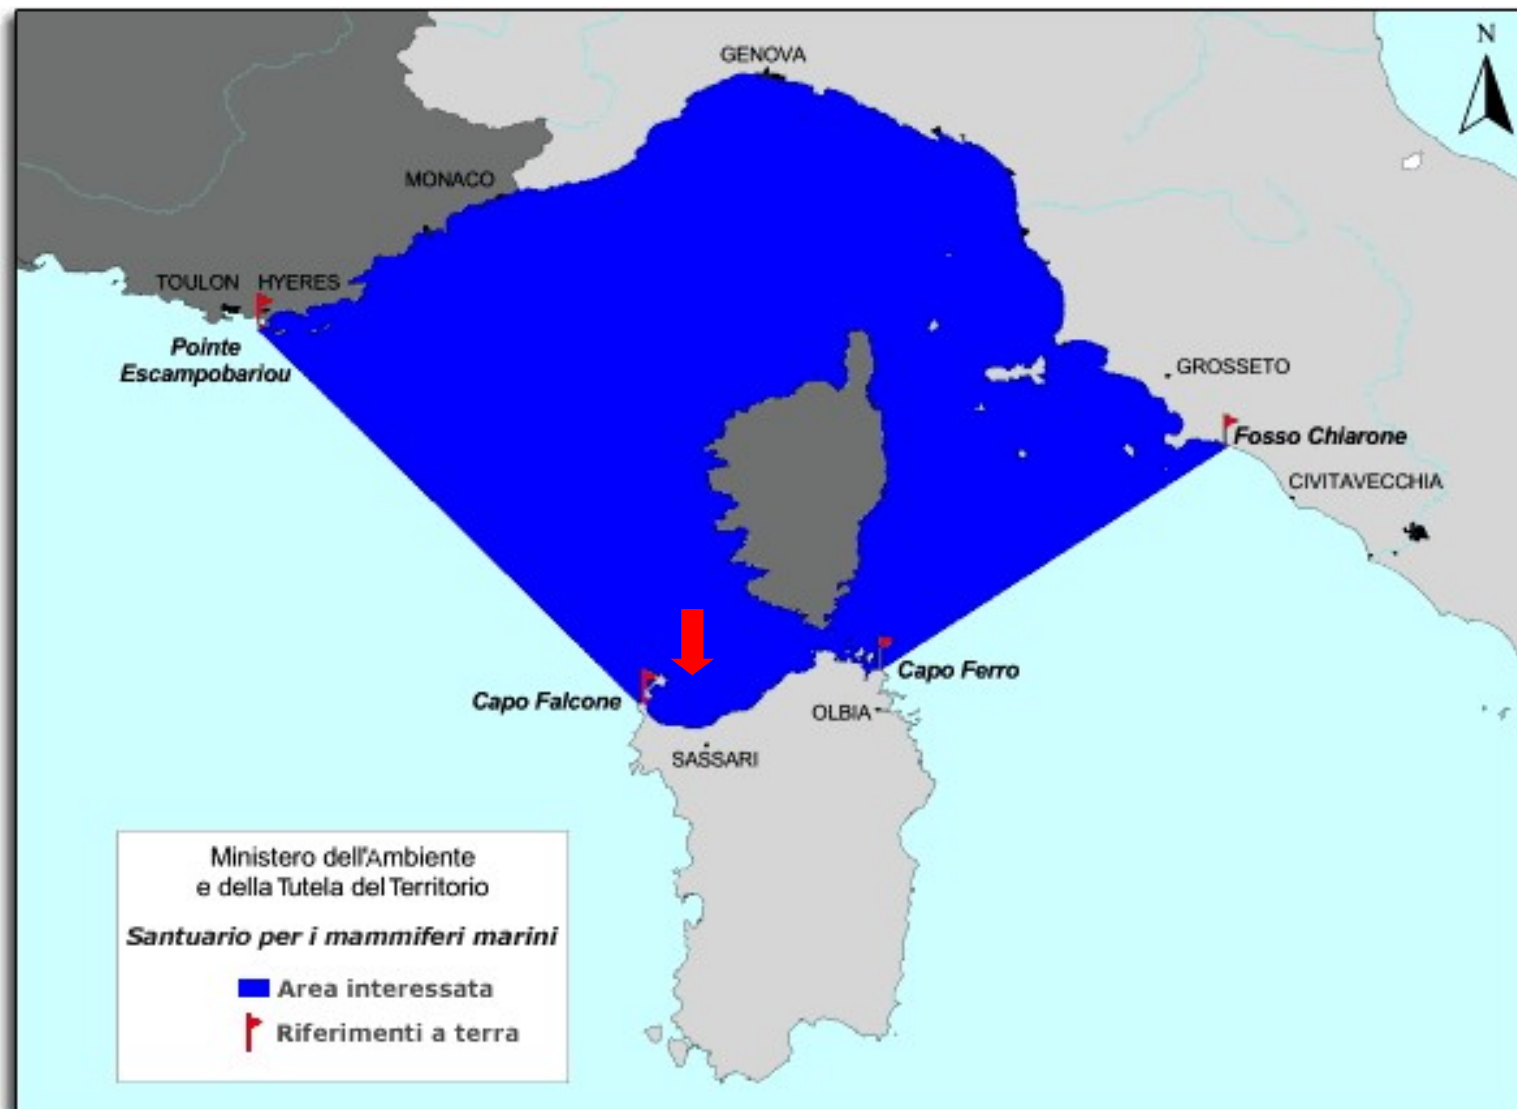 N
GENOVA
MONACO
TOULON HYERES
Pointe
Escampobariou
GROSSETO
Fosso Chiarone
CIVITAVECCHIA
Capo Ferro
Capo Falcone
OLBIA
SASSARI
Ministero dell'Ambiente
e della Tutela del Territorio
Santuario per i mammiferi marini
Area interessata
Riferimenti a terra